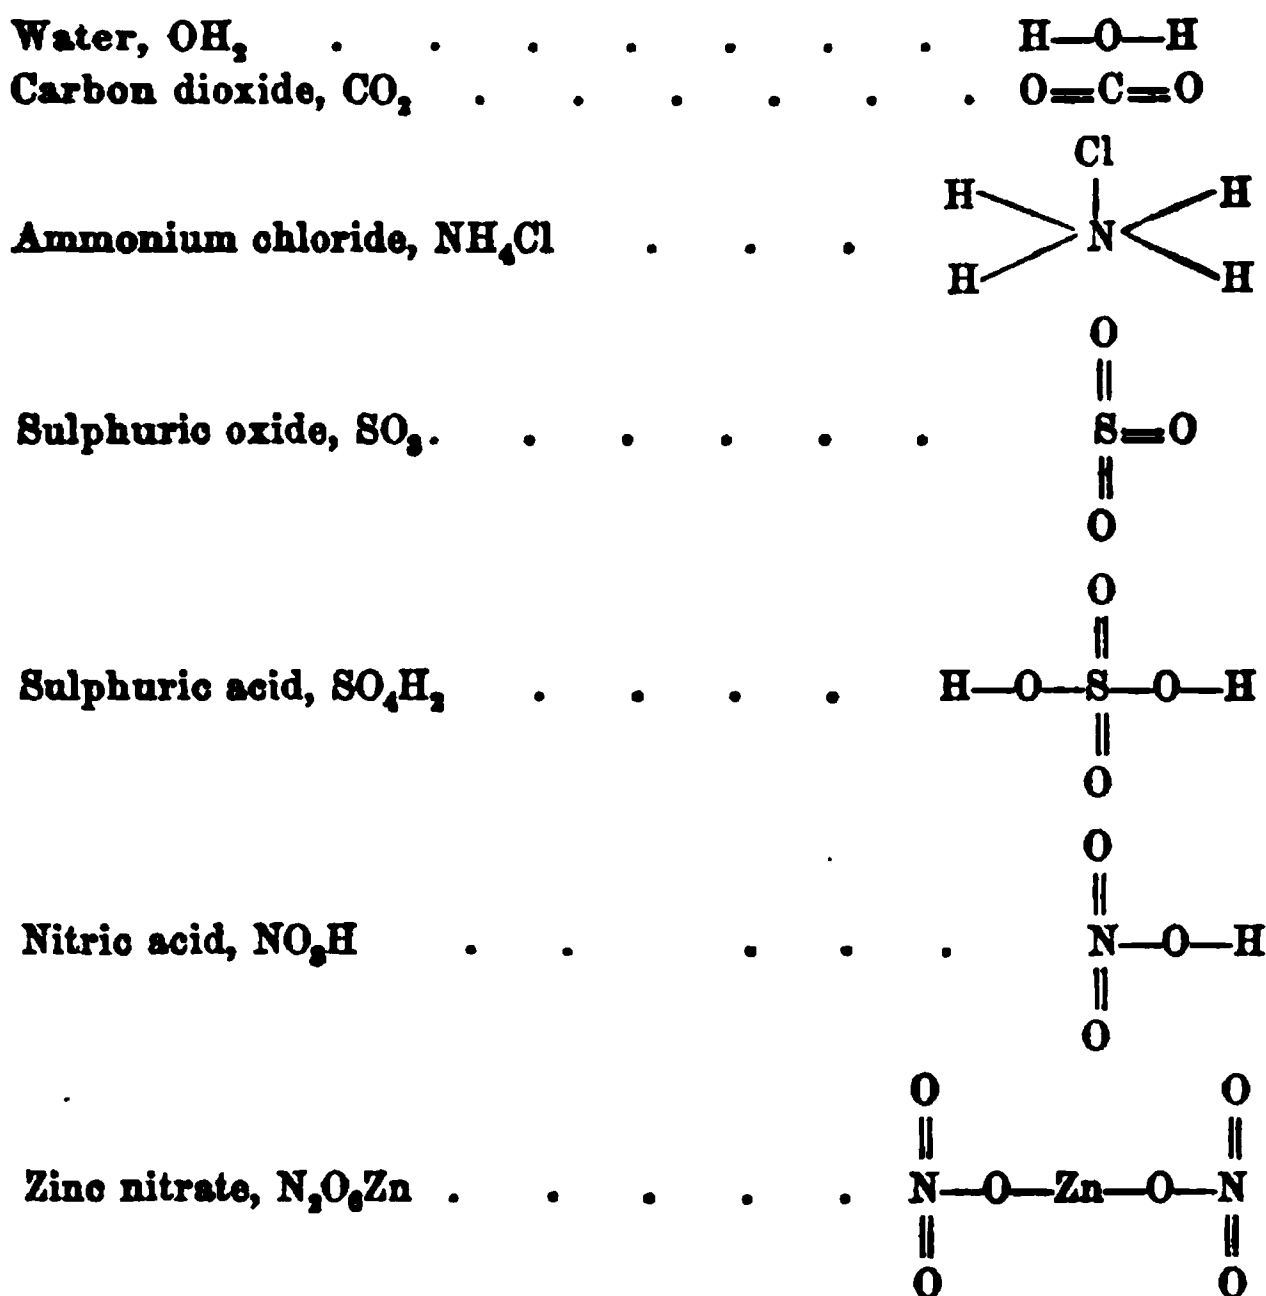 Water, OH₂ . . . . . . . H—O—H
Carbon dioxide, CO₂ . . . . . . O=C=O
Cl
H H
Ammonium chloride, NH₄Cl . . . N
H H
O
||
Sulphuric oxide, SO₃ . . . . . . S=O
||
O
O
||
Sulphuric acid, SO₄H₂ . . . . H—O—S—O—H
||
O
O
||
Nitric acid, NO₃H . . . . . N—O—H
||
O
O O
|| ||
Zinc nitrate, N₂O₆Zn . . . . . N—O—Zn—O—N
|| ||
O O